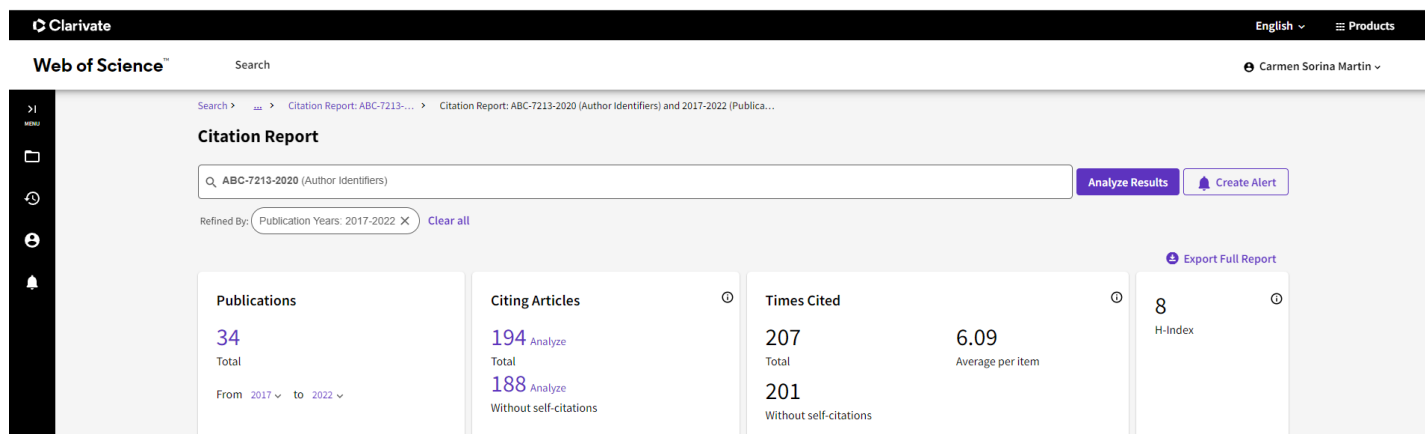 Clarivate
English
Products
Web of Science™
Search
Carmen Sorina Martin
MENU
Search > ... > Citation Report: ABC-7213-... > Citation Report: ABC-7213-2020 (Author Identifiers) and 2017-2022 (Publica...
Citation Report
ABC-7213-2020 (Author Identifiers)
Analyze Results
Create Alert
Refined By:
Publication Years: 2017-2022
Clear all
Export Full Report
Publications
34
Total
From 2017 to 2022
Citing Articles
194 Analyze
Total
188 Analyze
Without self-citations
Times Cited
207
Total
201
Without self-citations
6.09
Average per item
8
H-Index